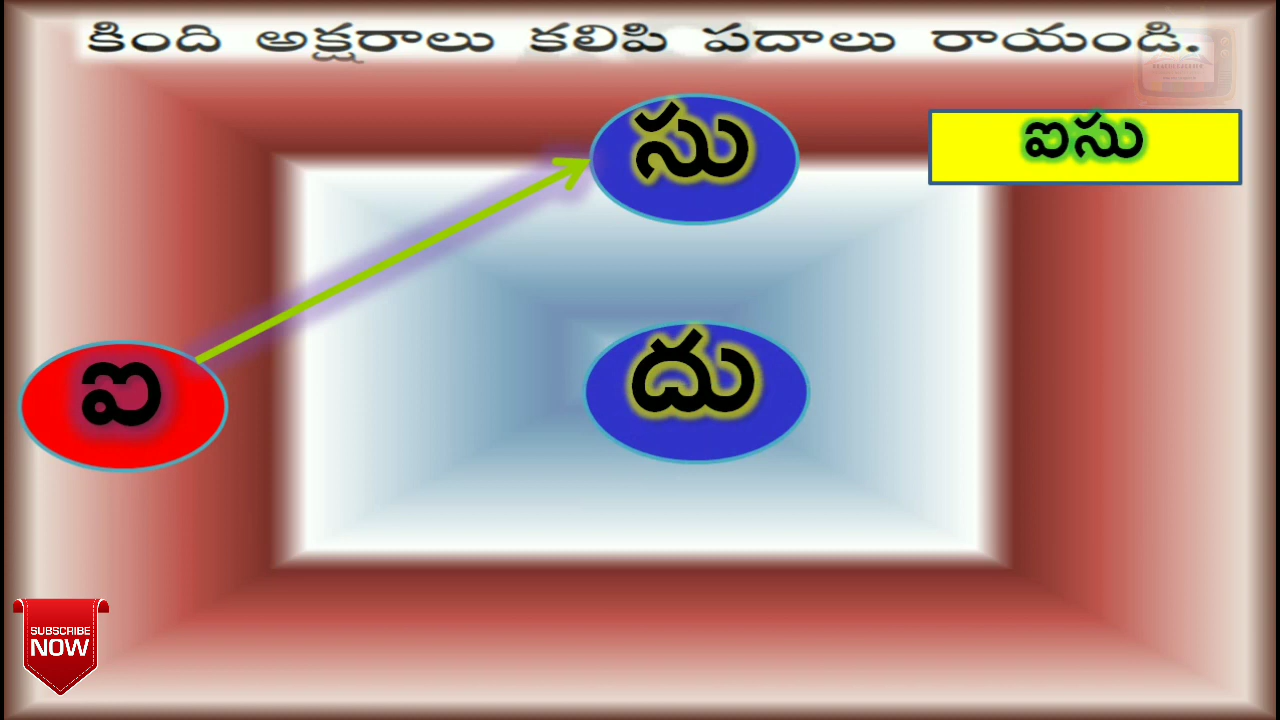 కింది అక్షరాలు కలిపి పదాలు రాయండి.
సు
ఐసు
ఐ
దు
SUBSCRIBE
NOW